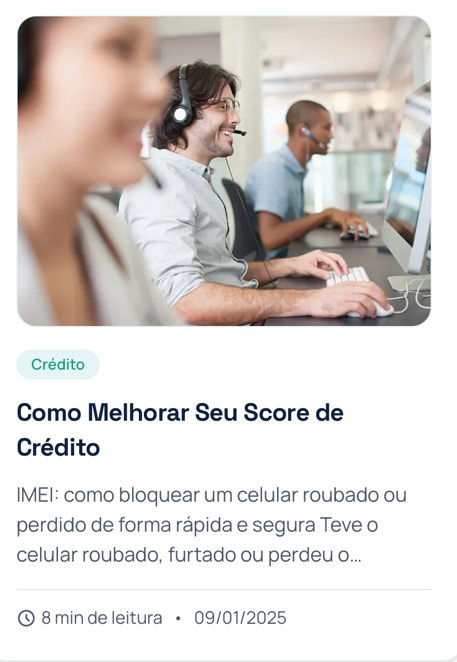 Crédito
Como Melhorar Seu Score de
Crédito
IMEI: como bloquear um celular roubado ou
perdido de forma rápida e segura Teve o
celular roubado, furtado ou perdeu o...
8 min de leitura • 09/01/2025